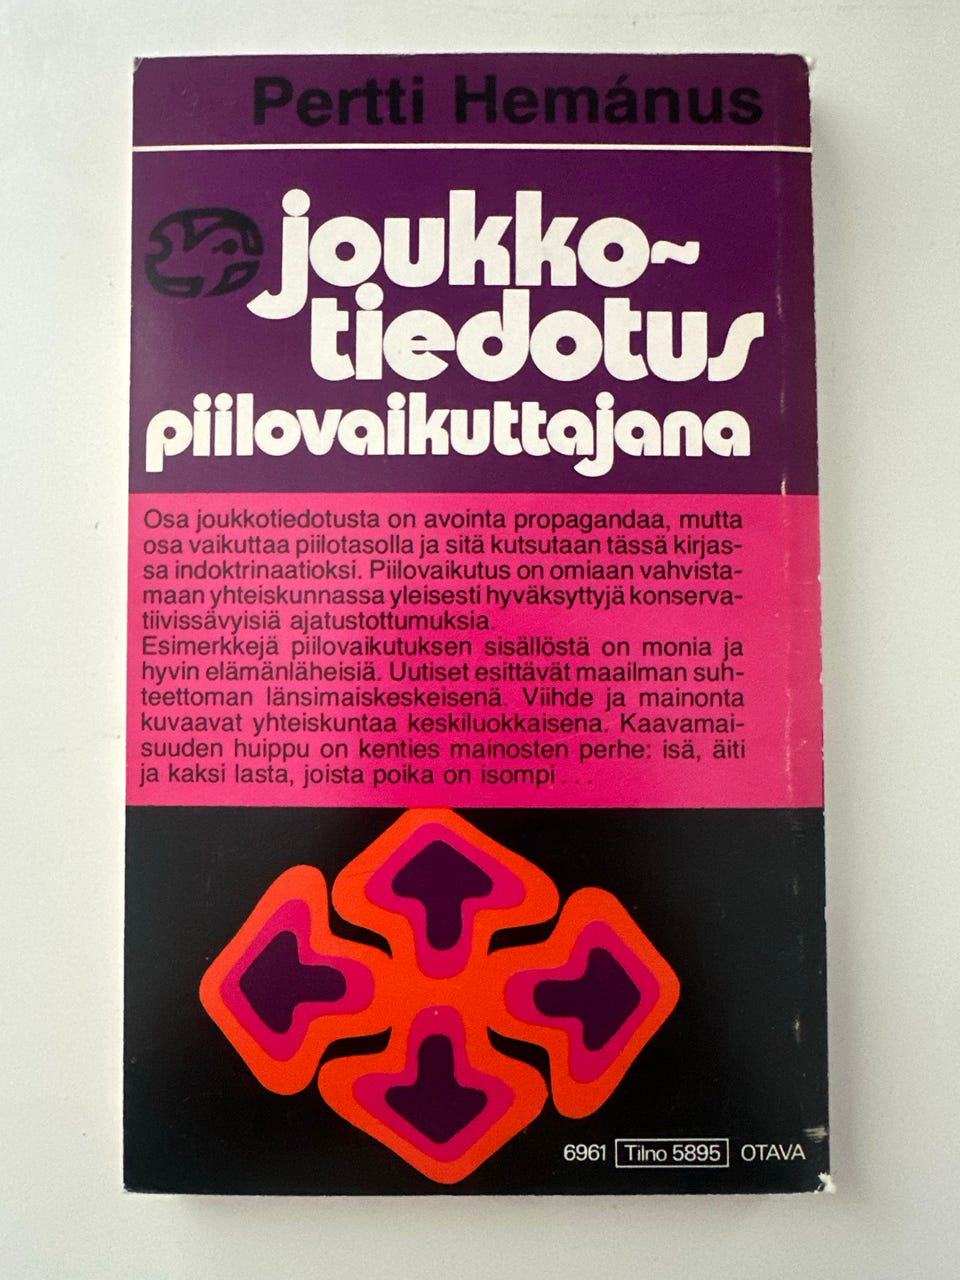 Pertti Hemánus
joukko~
tiedotus
piilovaikuttajana
Osa joukkotiedotusta on avointa propagandaa, mutta
osa vaikuttaa piilotasolla ja sitä kutsutaan tässä kirjas-
sa indoktrinaatioksi. Piilovaikutus on omiaan vahvista-
maan yhteiskunnassa yleisesti hyväksyttyjä konserva-
tiivissävyisiä ajatustottumuksia.
Esimerkkejä piilovaikutuksen sisällöstä on monia ja
hyvin elämänläheisiä. Uutiset esittävät maailman suh-
teettoman länsimaiskeskeisenä. Viihde ja mainonta
kuvaavat yhteiskuntaa keskiluokkaisena. Kaavamai-
suuden huippu on kenties mainosten perhe: isä, äiti
ja kaksi lasta, joista poika on isompi . . .
6961 Tilno 5895 OTAVA